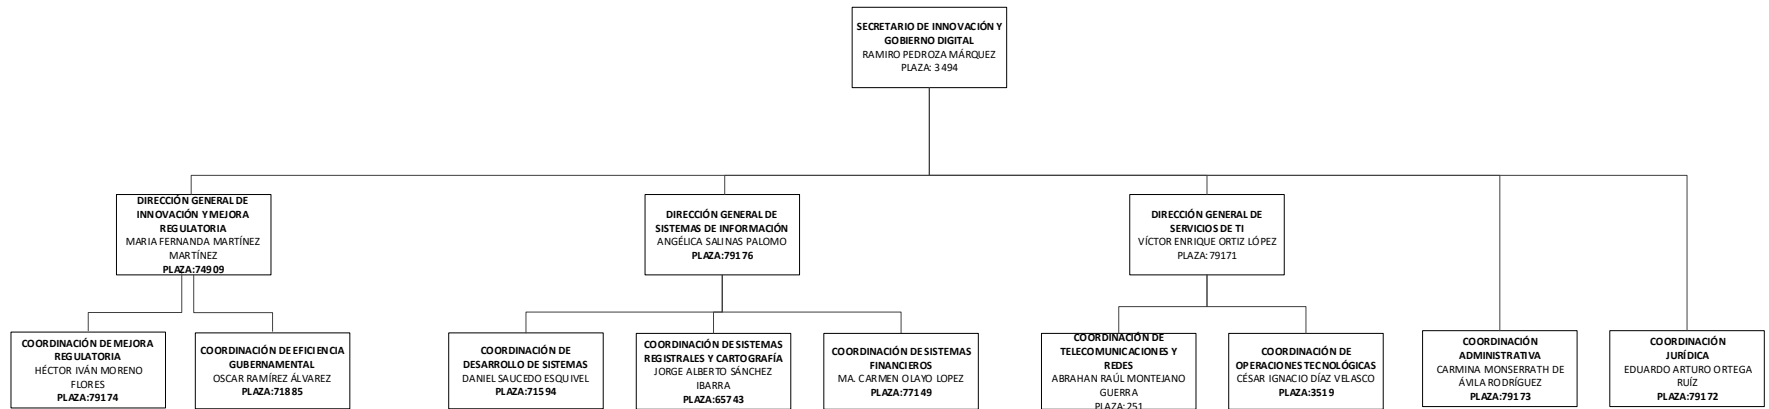 SECRETARIO DE INNOVACIÓN Y
GOBIERNO DIGITAL
RAMIRO PEDROZA MÁRQUEZ
PLAZA: 3494
DIRECCIÓN GENERAL DE
INNOVACIÓN Y MEJORA
REGULATORIA
MARIA FERNANDA MARTÍNEZ
MARTÍNEZ
PLAZA:74909
DIRECCIÓN GENERAL DE
SISTEMAS DE INFORMACIÓN
ANGÉLICA SALINAS PALOMO
PLAZA:79176
DIRECCIÓN GENERAL DE
SERVICIOS DE TI
VÍCTOR ENRIQUE ORTIZ LÓPEZ
PLAZA: 79171
COORDINACIÓN DE MEJORA
REGULATORIA
HÉCTOR IVÁN MORENO
FLORES
PLAZA:79174
COORDINACIÓN DE EFICIENCIA
GUBERNAMENTAL
OSCAR RAMÍREZ ÁLVAREZ
PLAZA:71885
COORDINACIÓN DE
DESARROLLO DE SISTEMAS
DANIEL SAUCEDO ESQUIVEL
PLAZA:71594
COORDINACIÓN DE SISTEMAS
REGISTRALES Y CARTOGRAFÍA
JORGE ALBERTO SÁNCHEZ
IBARRA
PLAZA:65743
COORDINACIÓN DE SISTEMAS
FINANCIEROS
MA. CARMEN OLAYO LOPEZ
PLAZA:77149
COORDINACIÓN DE
TELECOMUNICACIONES Y
REDES
ABRAHAN RAÚL MONTEJANO
GUERRA
PLAZA: 251
COORDINACIÓN DE
OPERACIONES TECNOLÓGICAS
CÉSAR IGNACIO DÍAZ VELASCO
PLAZA:3519
COORDINACIÓN
ADMINISTRATIVA
CARMINA MONSERRATH DE
ÁVILA RODRÍGUEZ
PLAZA:79173
COORDINACIÓN
JURÍDICA
EDUARDO ARTURO ORTEGA
RUÍZ
PLAZA:79172